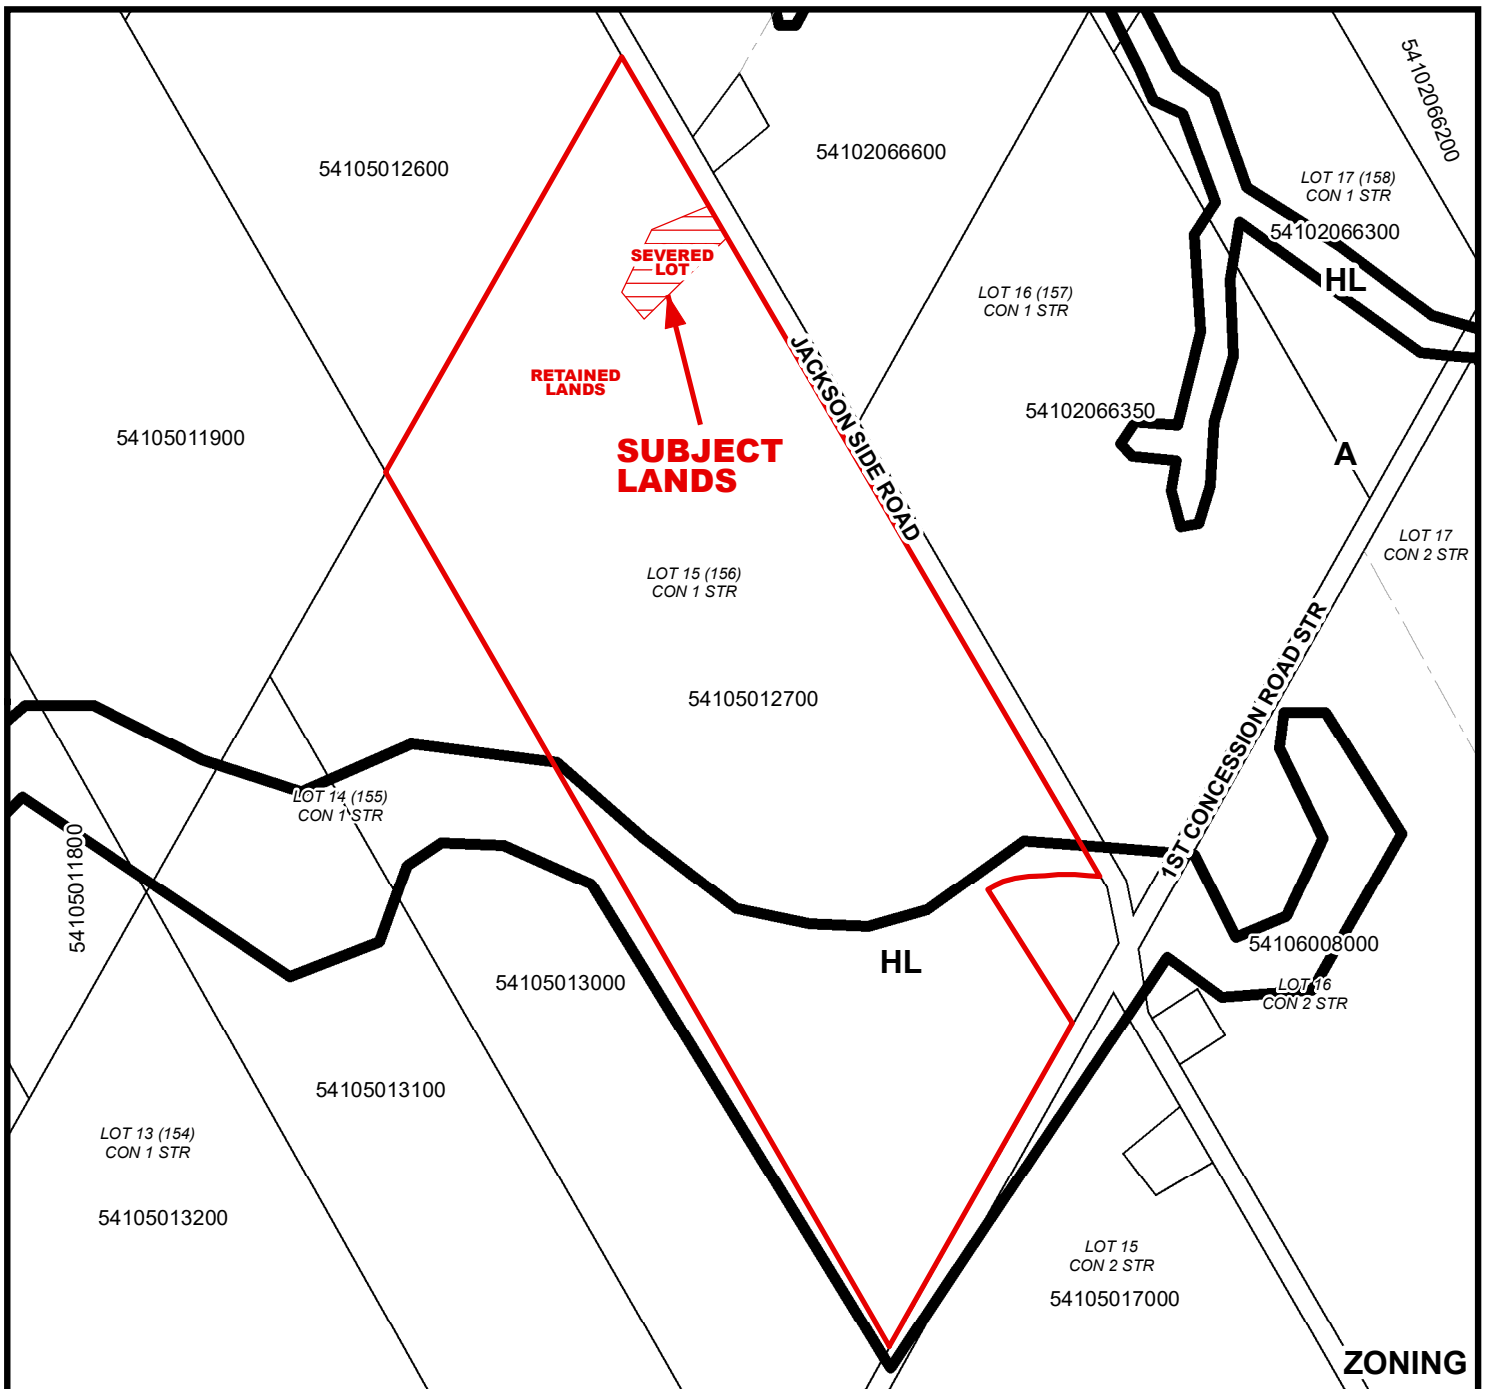 54102066200
54105012600
54102066600
LOT 17 (158)
CON 1 STR
54102066300
SEVERED
LOT
HL
LOT 16 (157)
CON 1 STR
RETAINED
LANDS
JACKSON SIDE ROAD
54102066350
54105011900
SUBJECT
LANDS
A
LOT 17
CON 2 STR
LOT 15 (156)
CON 1 STR
54105012700
1ST CONCESSION ROAD STR
LOT 14 (155)
CON 1 STR
54105011800
54106008000
HL
54105013000
LOT 16
CON 2 STR
54105013100
LOT 13 (154)
CON 1 STR
54105013200
LOT 15
CON 2 STR
54105017000
ZONING